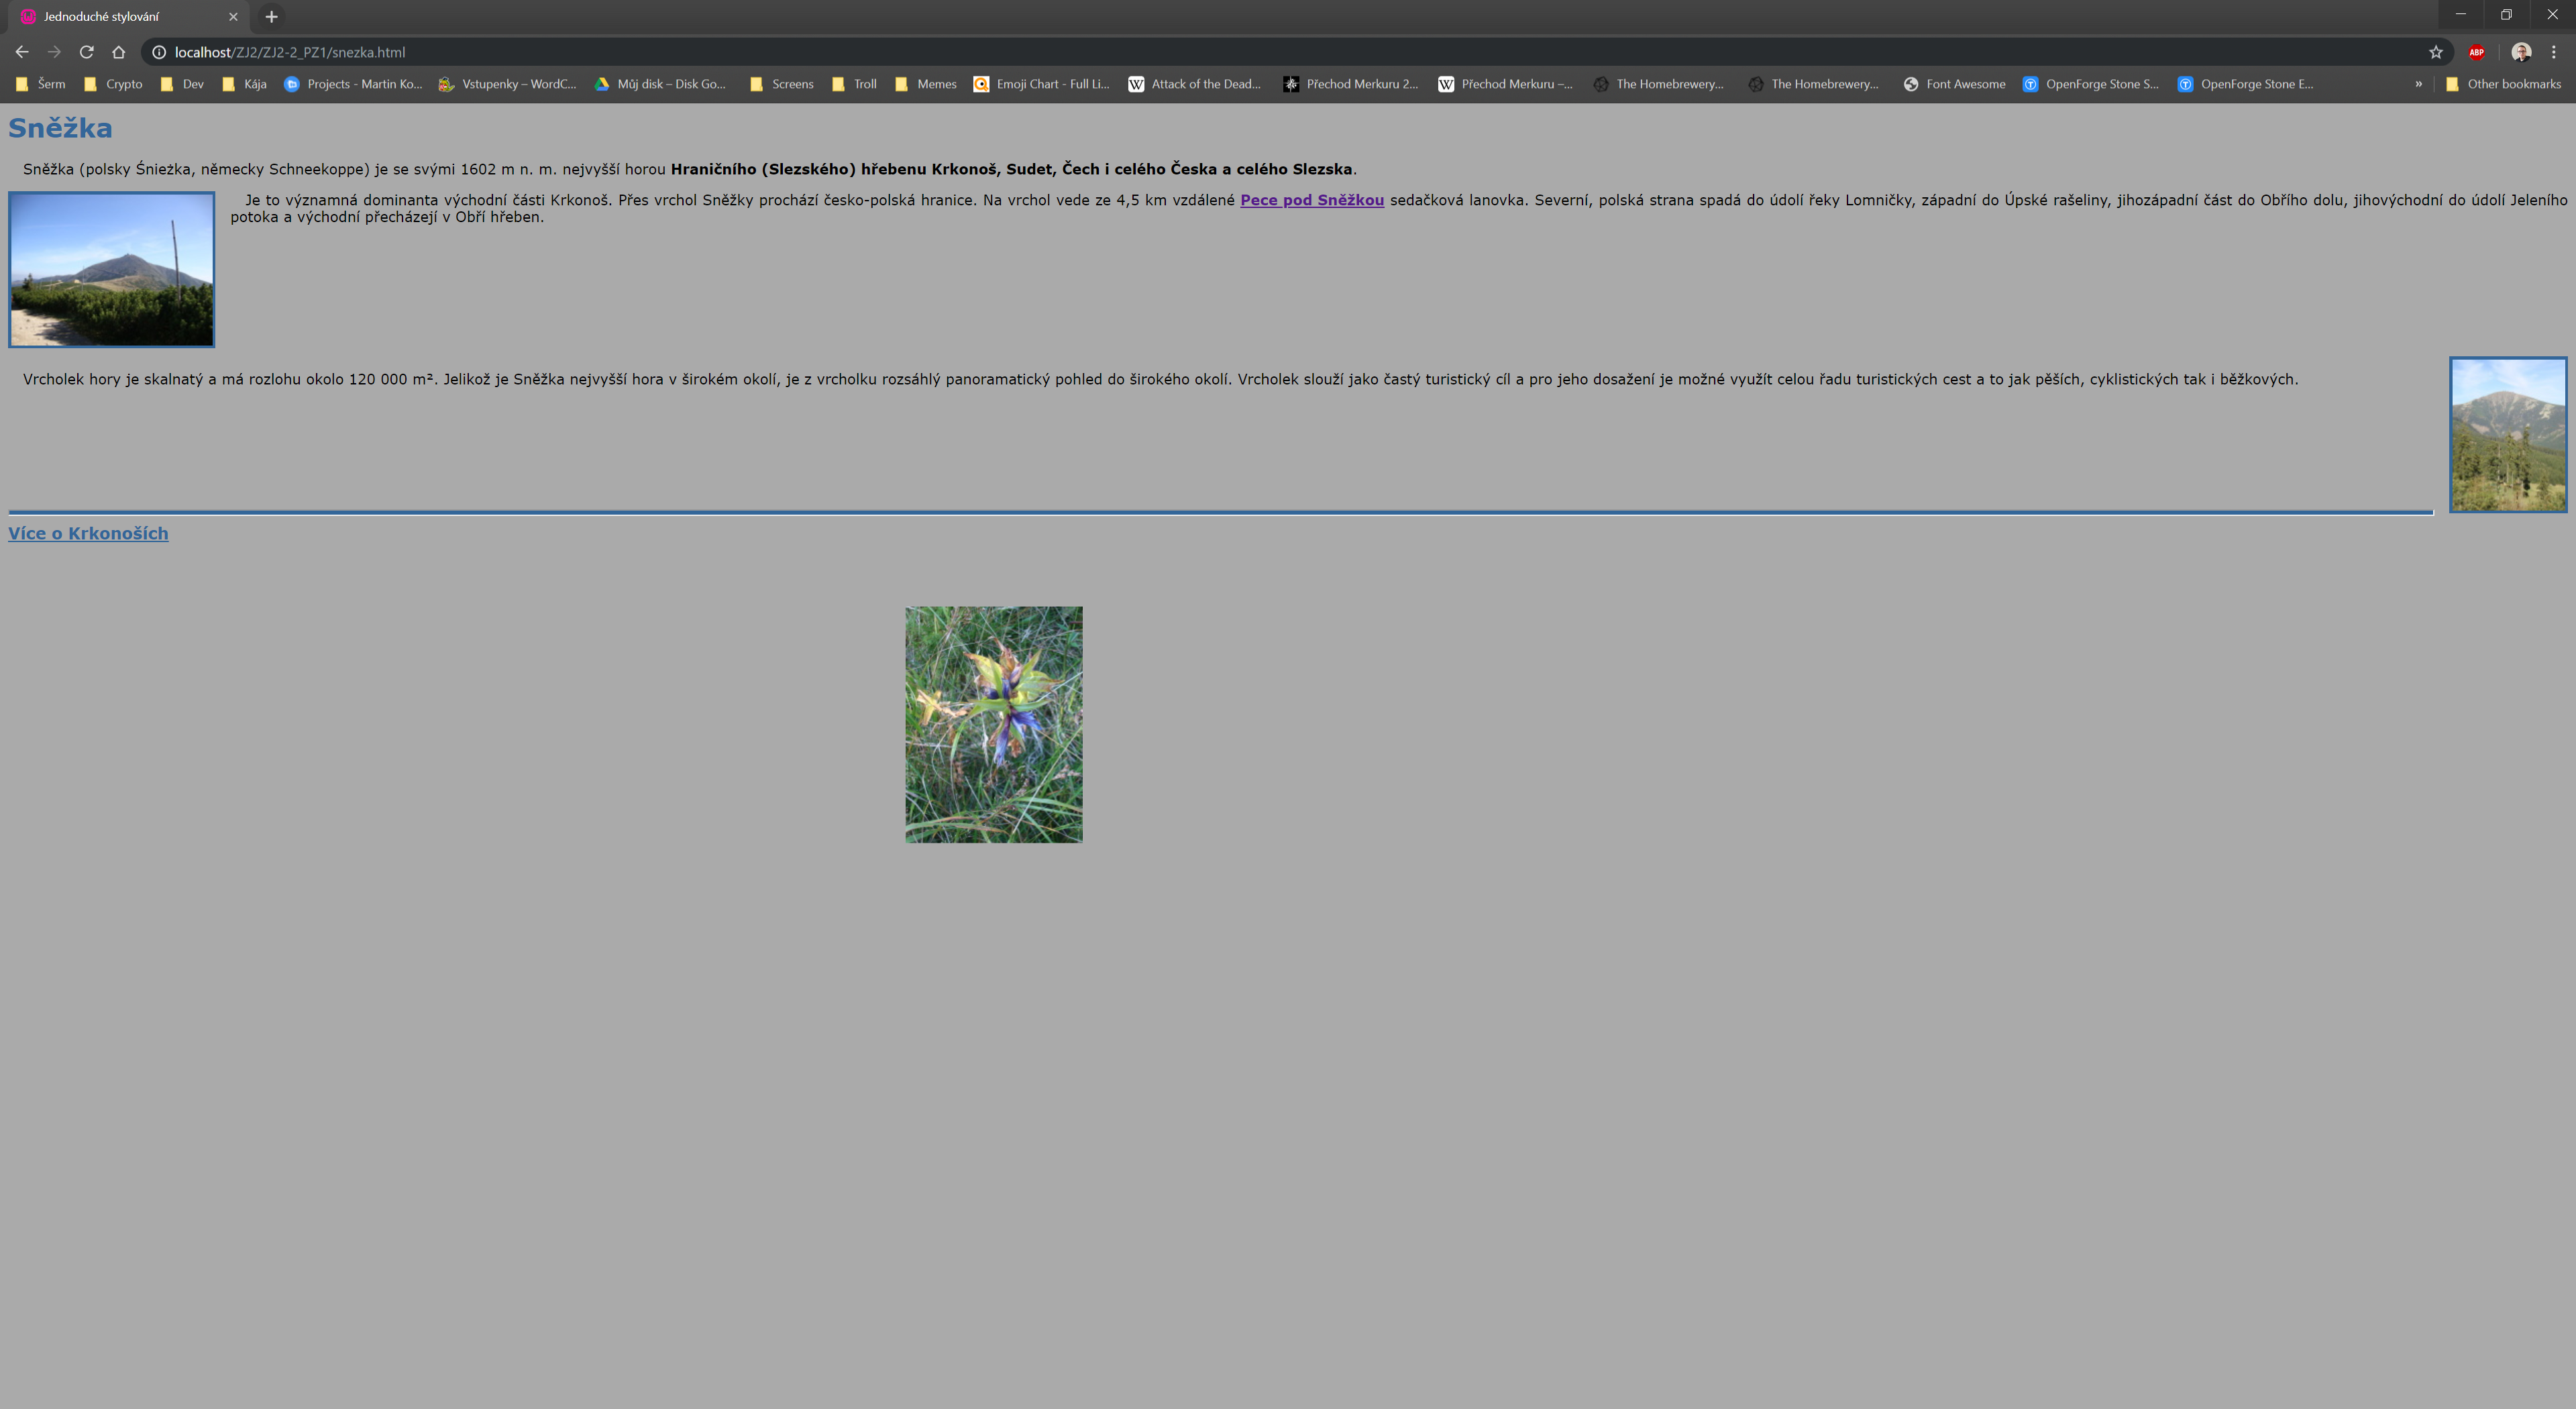 Jednoduché stylování
localhost/ZJ2/ZJ2-2_PZ1/snezka.html
ABP
Šerm Crypto Dev Kája Projects - Martin Ko... Vstupenky – WordC... Můj disk – Disk Go... Screens Troll Memes Emoji Chart - Full Li... W Attack of the Dead... Přechod Merkuru 2... W Přechod Merkuru –... The Homebrewery... The Homebrewery... Font Awesome OpenForge Stone S... OpenForge Stone E... » Other bookmarks
Sněžka
Sněžka (polsky Śnieżka, německy Schneekoppe) je se svými 1602 m n. m. nejvyšší horou Hraničního (Slezského) hřebenu Krkonoš, Sudet, Čech i celého Česka a celého Slezska.
Je to významná dominanta východní části Krkonoš. Přes vrchol Sněžky prochází česko-polská hranice. Na vrchol vede ze 4,5 km vzdálené Pece pod Sněžkou sedačková lanovka. Severní, polská strana spadá do údolí řeky Lomničky, západní do Úpské rašeliny, jihozápadní část do Obřího dolu, jihovýchodní do údolí Jeleního
potoka a východní přecházejí v Obří hřeben.
Vrcholek hory je skalnatý a má rozlohu okolo 120 000 m². Jelikož je Sněžka nejvyšší hora v širokém okolí, je z vrcholku rozsáhlý panoramatický pohled do širokého okolí. Vrcholek slouží jako častý turistický cíl a pro jeho dosažení je možné využít celou řadu turistických cest a to jak pěších, cyklistických tak i běžkových.
Více o Krkonoších